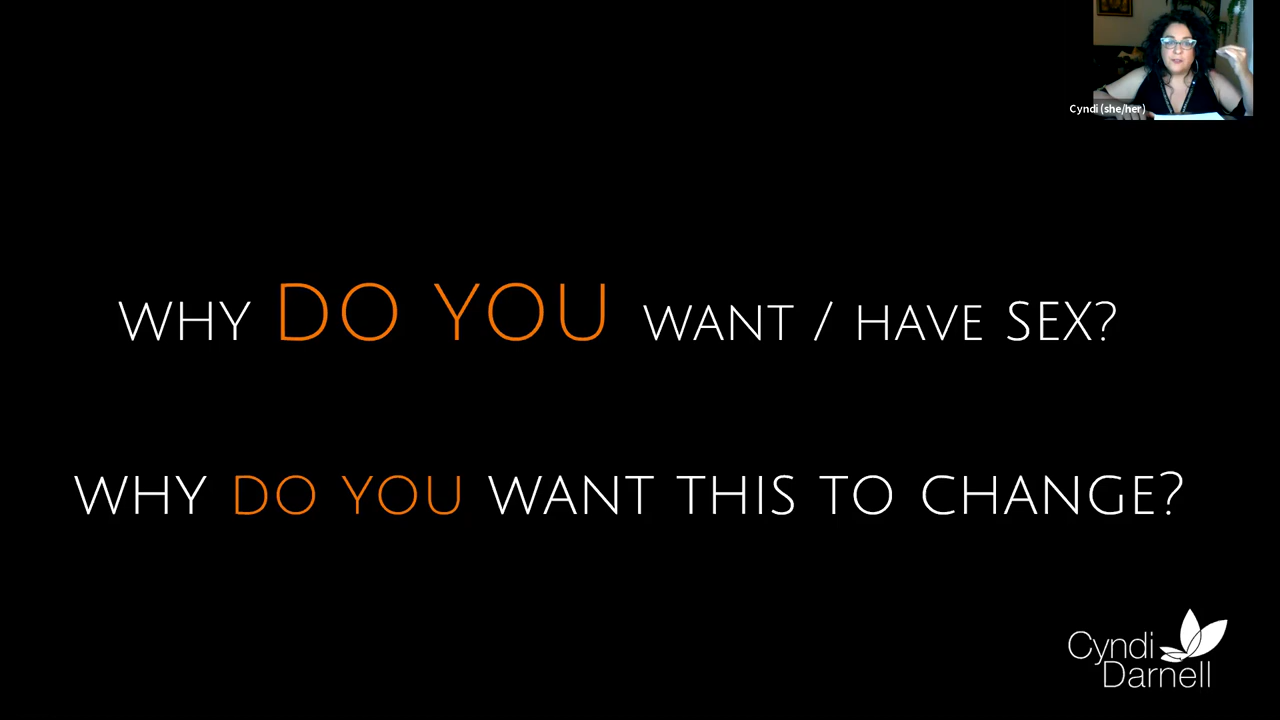 Cyndi (she/her)
WHY DO YOU WANT / HAVE SEX?
WHY DO YOU WANT THIS TO CHANGE?
Cyndi
Darnell